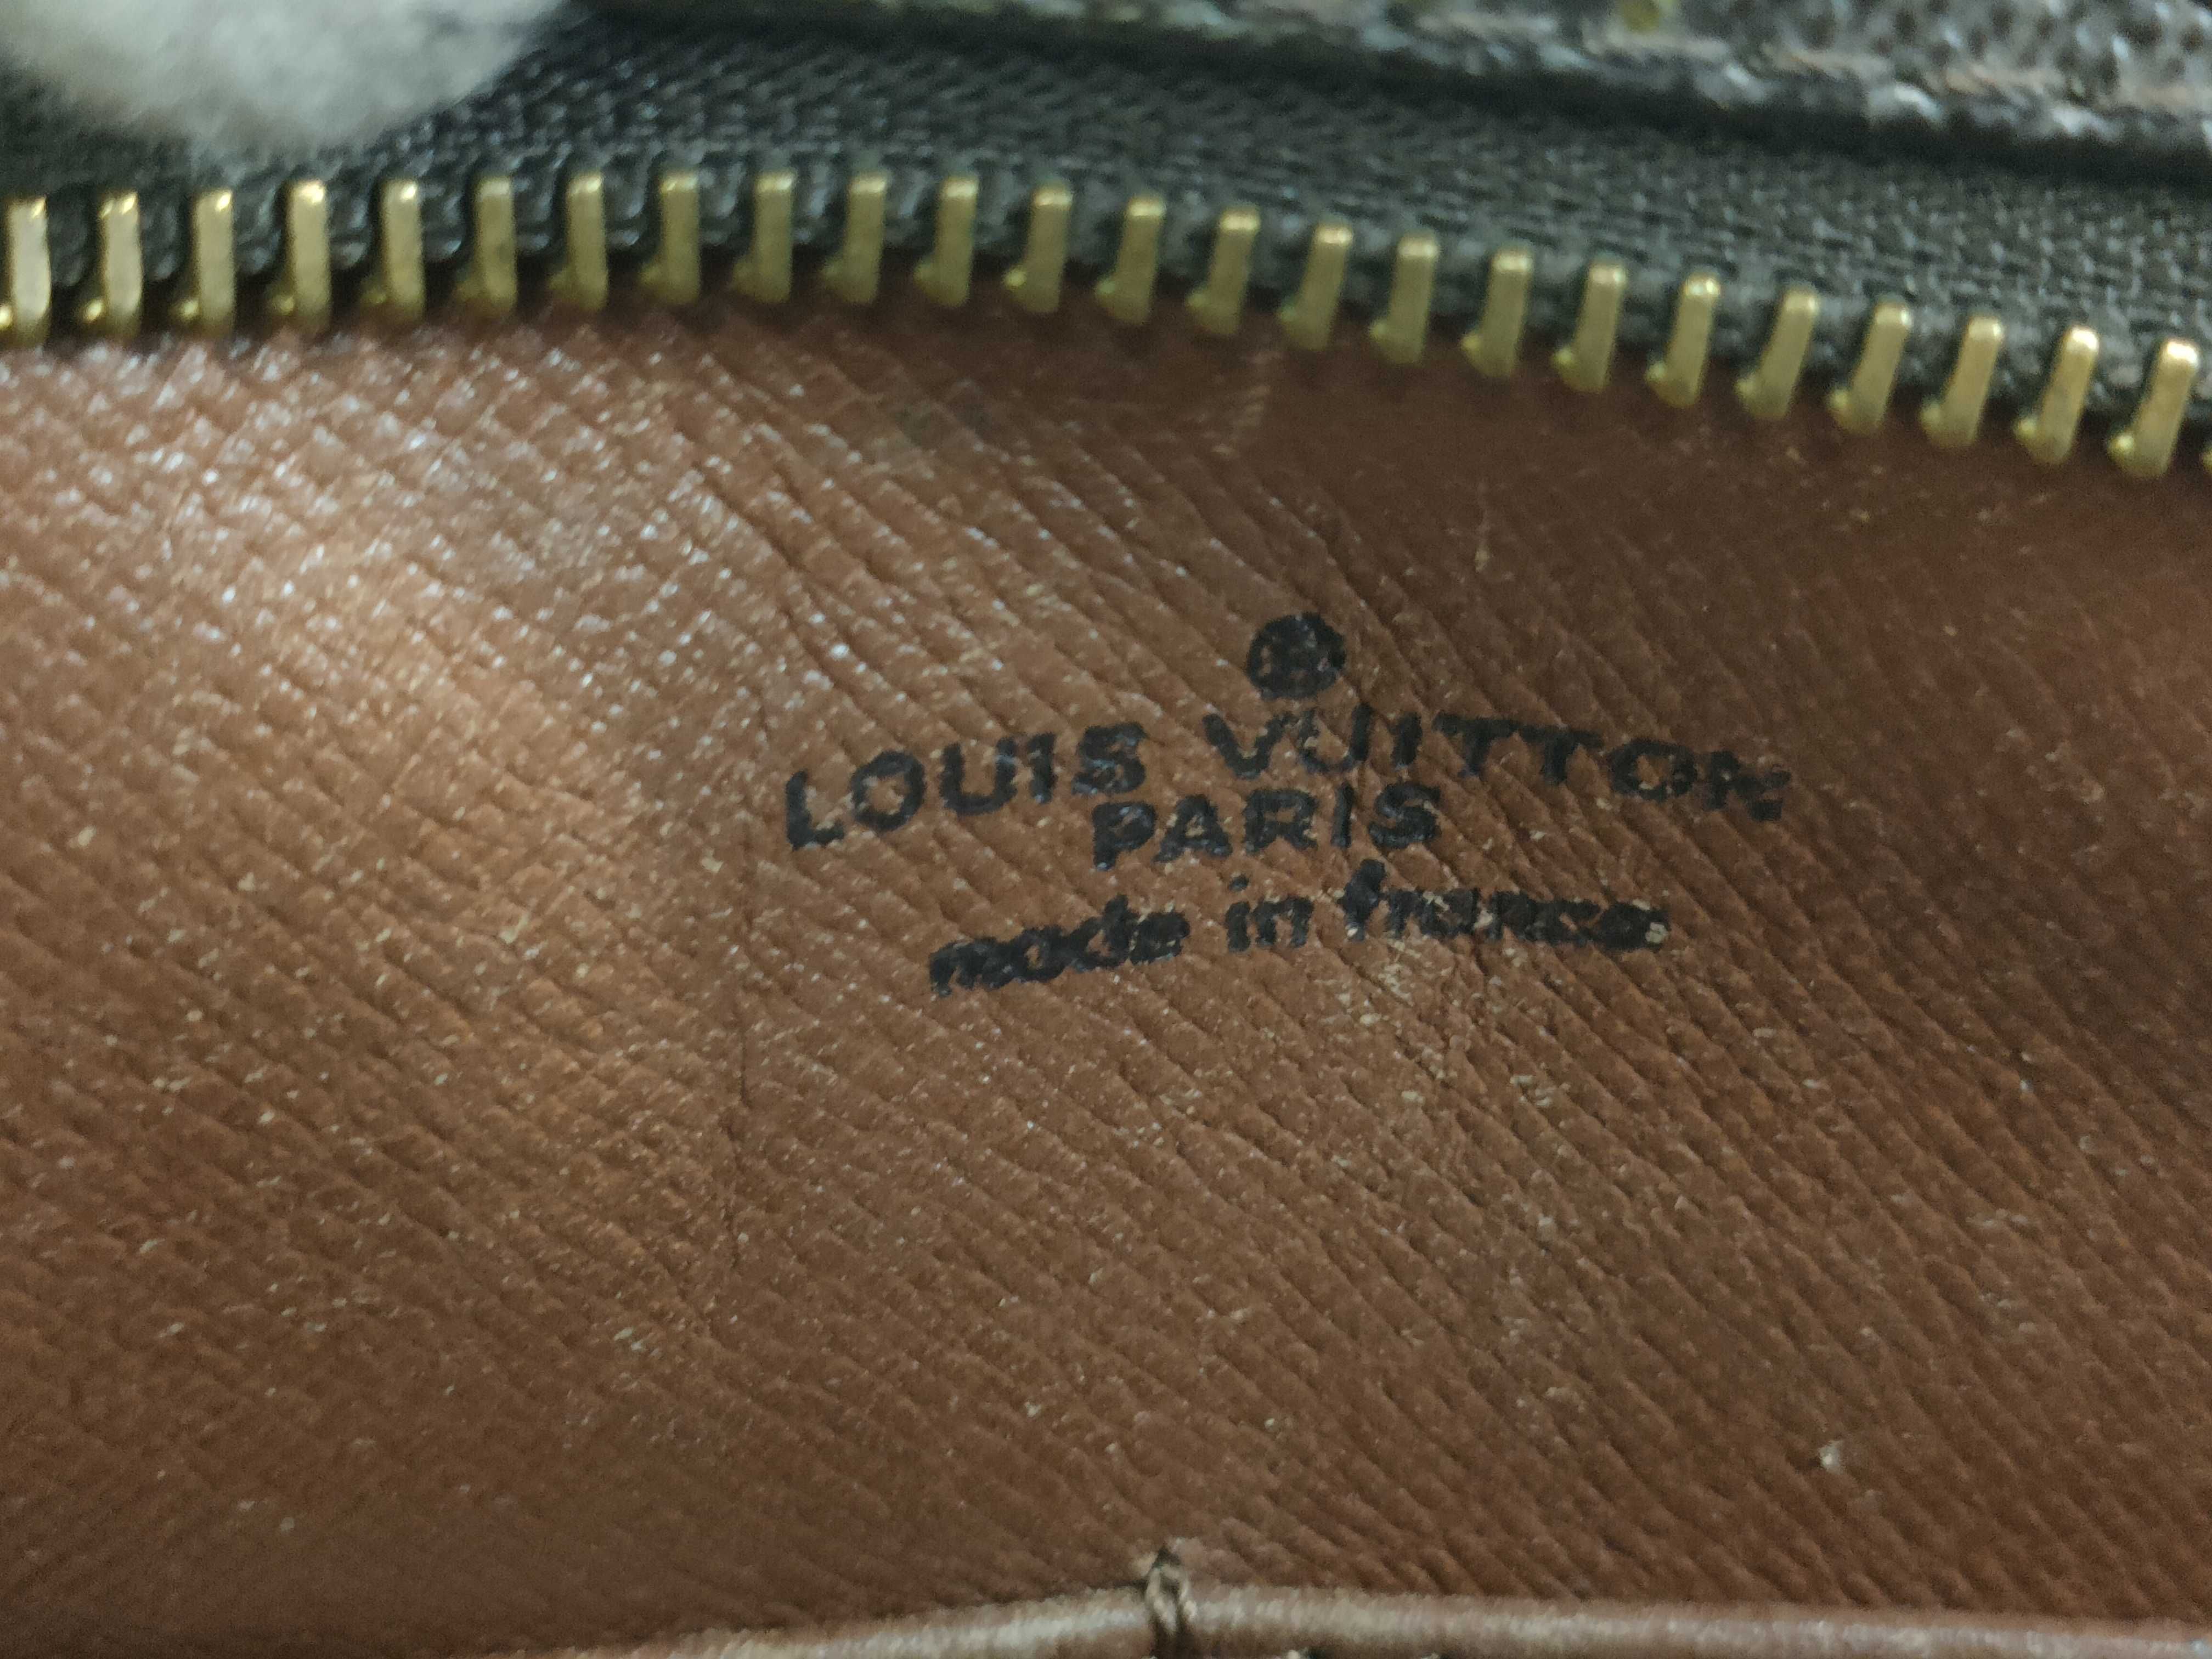 ®
LOUIS VUITTON
PARIS
made in france